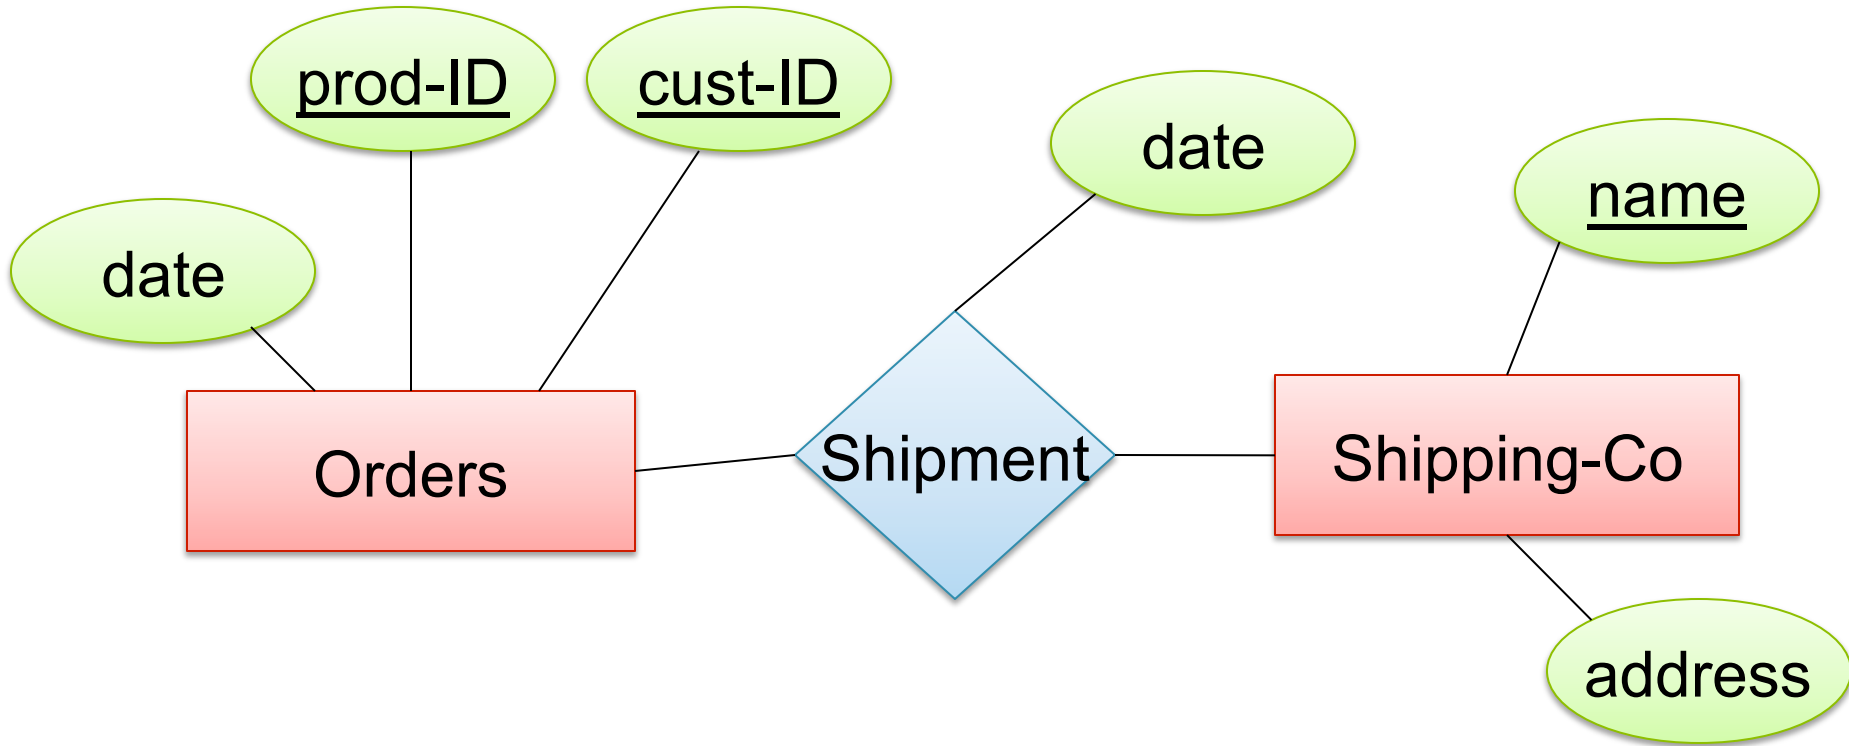 prod-ID
cust-ID
date
name
date
Orders
Shipment
Shipping-Co
address